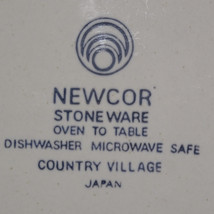 NEWCOR
STONEWARE
OVEN TO TABLE
DISHWASHER MICROWAVE SAFE
COUNTRY VILLAGE
JAPAN